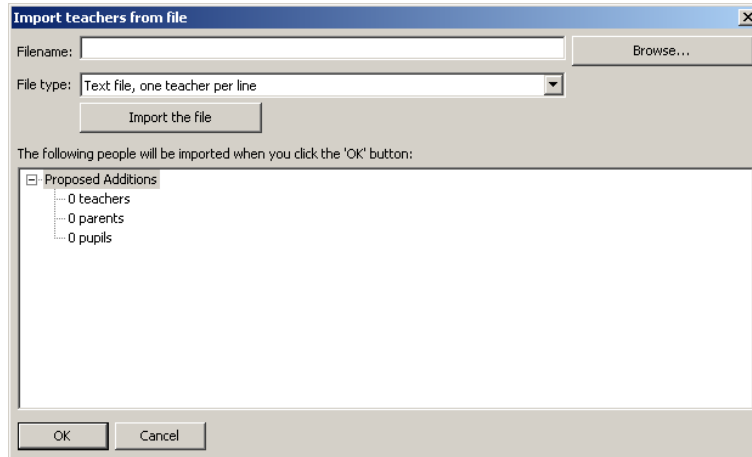 Import teachers from file
Filename:
Browse...
File type: Text file, one teacher per line
Import the file
The following people will be imported when you click the 'OK' button:
Proposed Additions
0 teachers
0 parents
0 pupils
OK Cancel